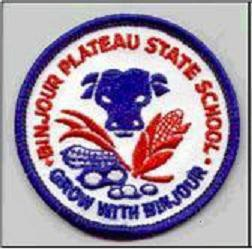 · BINJOUR PLATEAU STATE SCHOOL ·
GROW WITH BINJOUR